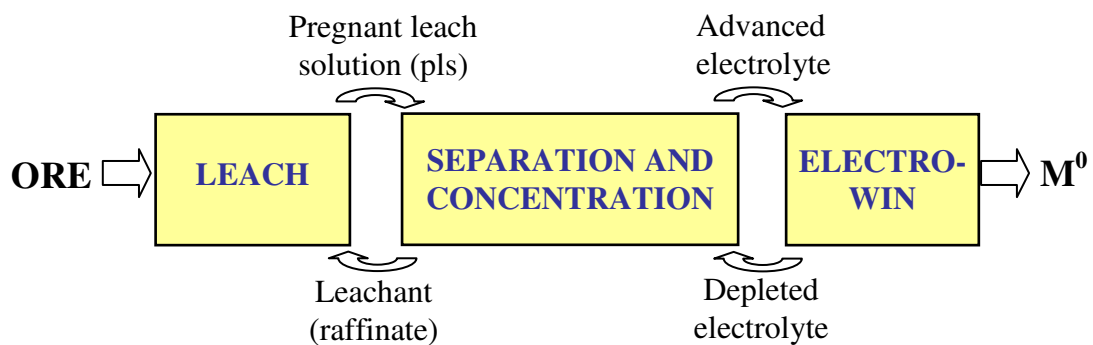 Pregnant leach
solution (pls)
Advanced
electrolyte
ORE
LEACH
SEPARATION AND
CONCENTRATION
ELECTRO-
WIN
M⁰
Leachant
(raffinate)
Depleted
electrolyte